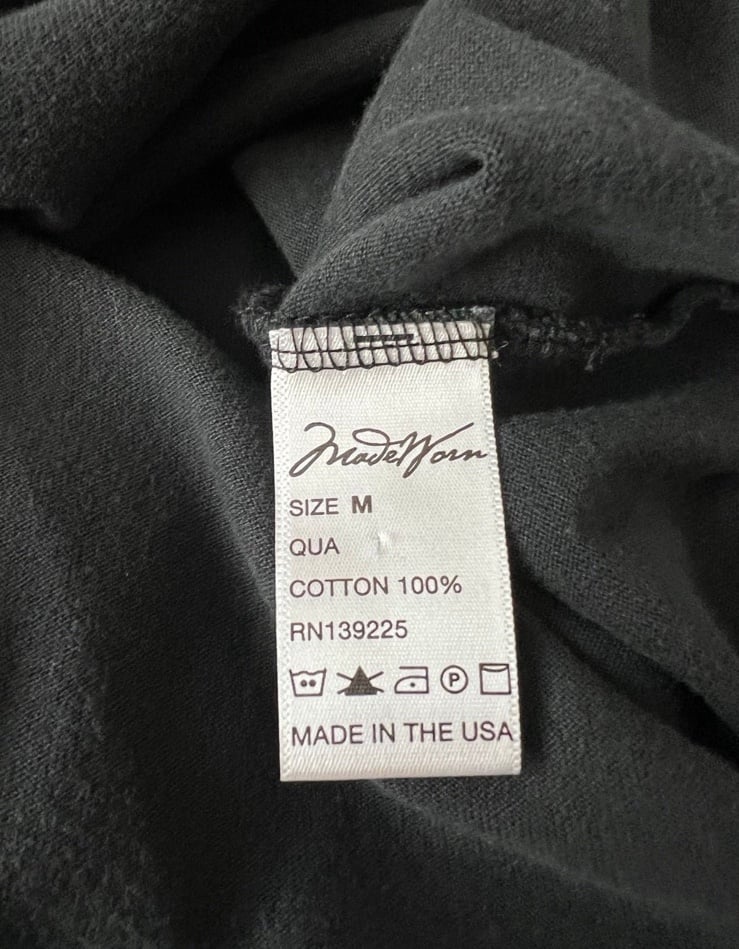 MadeWorn
SIZE M
QUA
COTTON 100%
RN139225
P
MADE IN THE USA